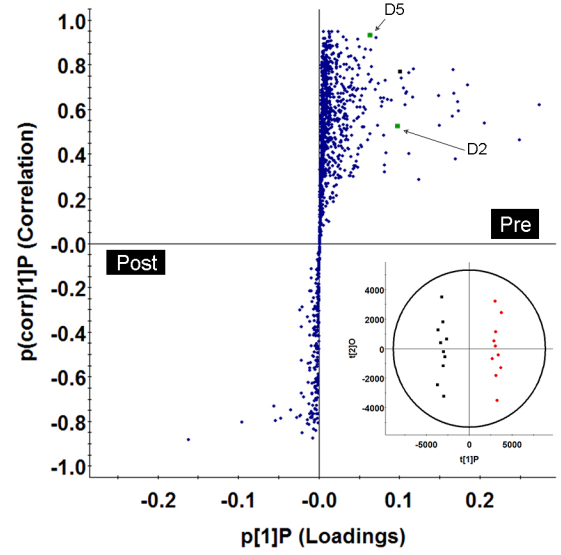 D5
1.0
0.8
0.6
0.4
0.2
-0.0
-0.2
-0.4
-0.6
-0.8
-1.0
p(corr)[1]P (Correlation)
D2
Pre
Post
4000
2000
0
-2000
-4000
t[2]O
-5000 0 5000
t[1]P
-0.2 -0.1 -0.0 0.1 0.2
p[1]P (Loadings)